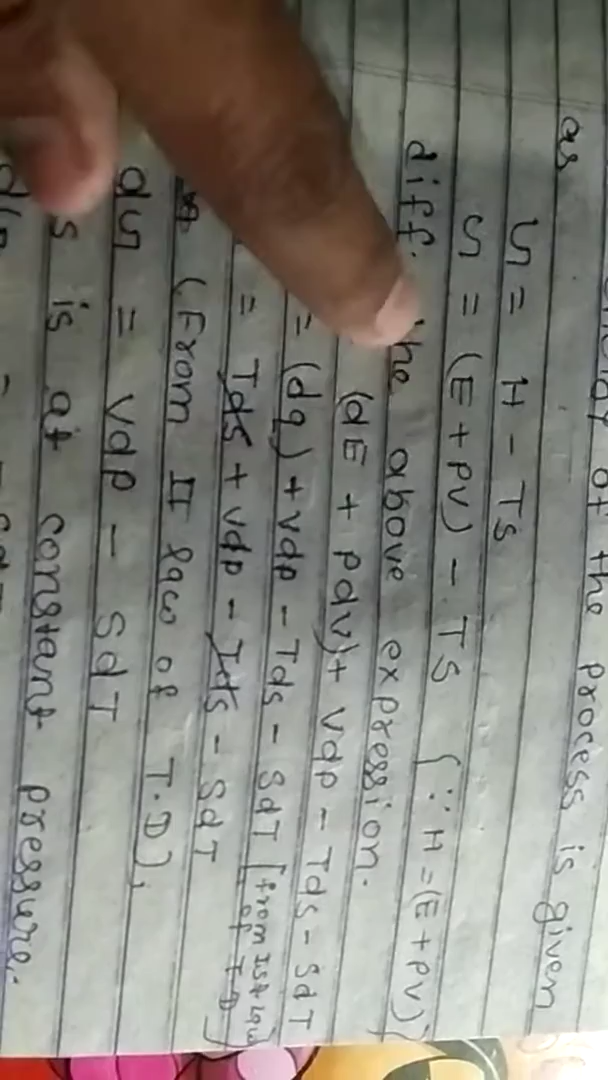 of the process is given
as
G = H - TS
G = (E + PV) - TS { ∵ H = (E + PV) }
diff. the above expression.
(dE + Pdv) + vdp - Tds - SdT
= (dq) + vdp - Tds - SdT [from Ist law of T.D]
= Tds + vdp - Tds - SdT
(From II law of T.D),
dG = vdp - SdT
is at constant pressure,